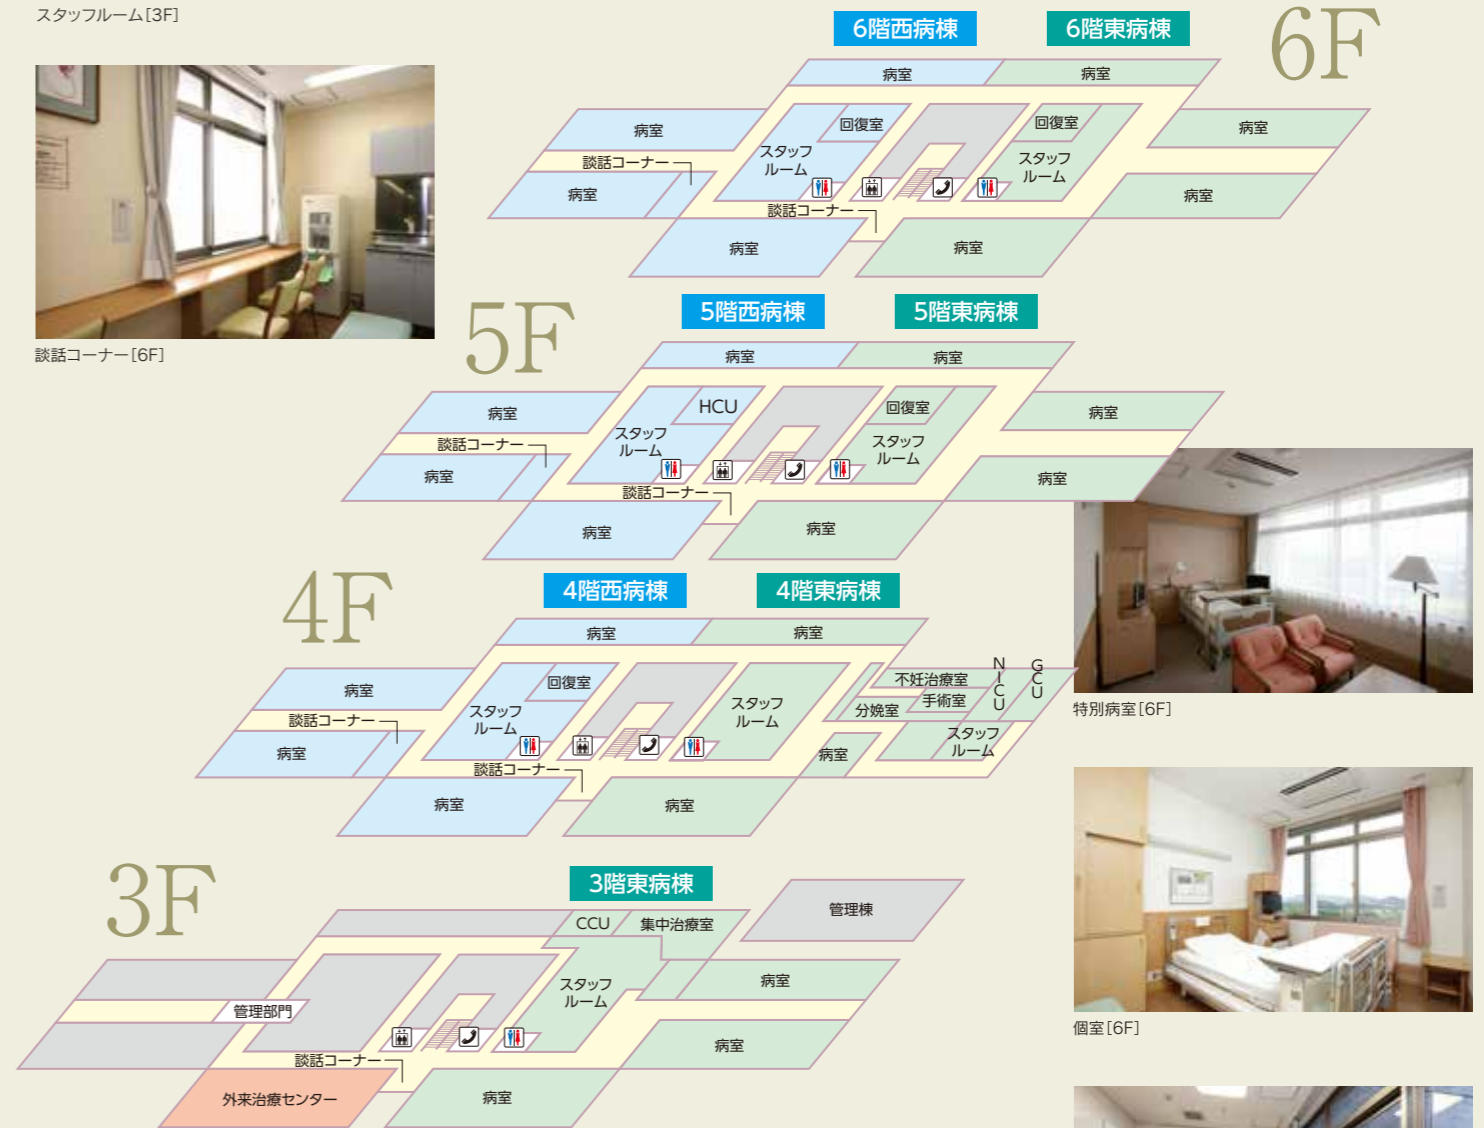 スタッフルーム[3F]
談話コーナー[6F]
6F
6階西病棟
6階東病棟
病室
病室
病室
回復室
回復室
病室
スタッフ
ルーム
スタッフ
ルーム
談話コーナー
病室
病室
談話コーナー
病室
病室
5F
5階西病棟
5階東病棟
病室
病室
病室
HCU
回復室
病室
スタッフ
ルーム
スタッフ
ルーム
談話コーナー
病室
病室
談話コーナー
病室
病室
特別病室[6F]
4F
4階西病棟
4階東病棟
病室
病室
病室
回復室
スタッフ
ルーム
スタッフ
ルーム
不妊治療室
手術室
分娩室
NICU
GCU
スタッフ
ルーム
談話コーナー
病室
病室
談話コーナー
病室
病室
個室[6F]
3F
3階東病棟
CCU
集中治療室
管理棟
スタッフ
ルーム
病室
管理部門
病室
談話コーナー
外来治療センター
病室